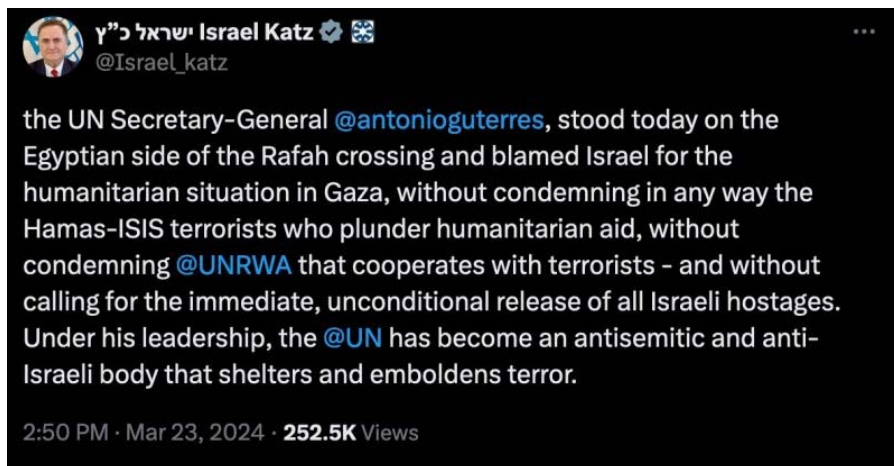 ישראל כ”ץ Israel Katz
@Israel_katz
the UN Secretary-General @antonioguterres, stood today on the
Egyptian side of the Rafah crossing and blamed Israel for the
humanitarian situation in Gaza, without condemning in any way the
Hamas-ISIS terrorists who plunder humanitarian aid, without
condemning @UNRWA that cooperates with terrorists - and without
calling for the immediate, unconditional release of all Israeli hostages.
Under his leadership, the @UN has become an antisemitic and anti-
Israeli body that shelters and emboldens terror.
2:50 PM · Mar 23, 2024 · 252.5K Views